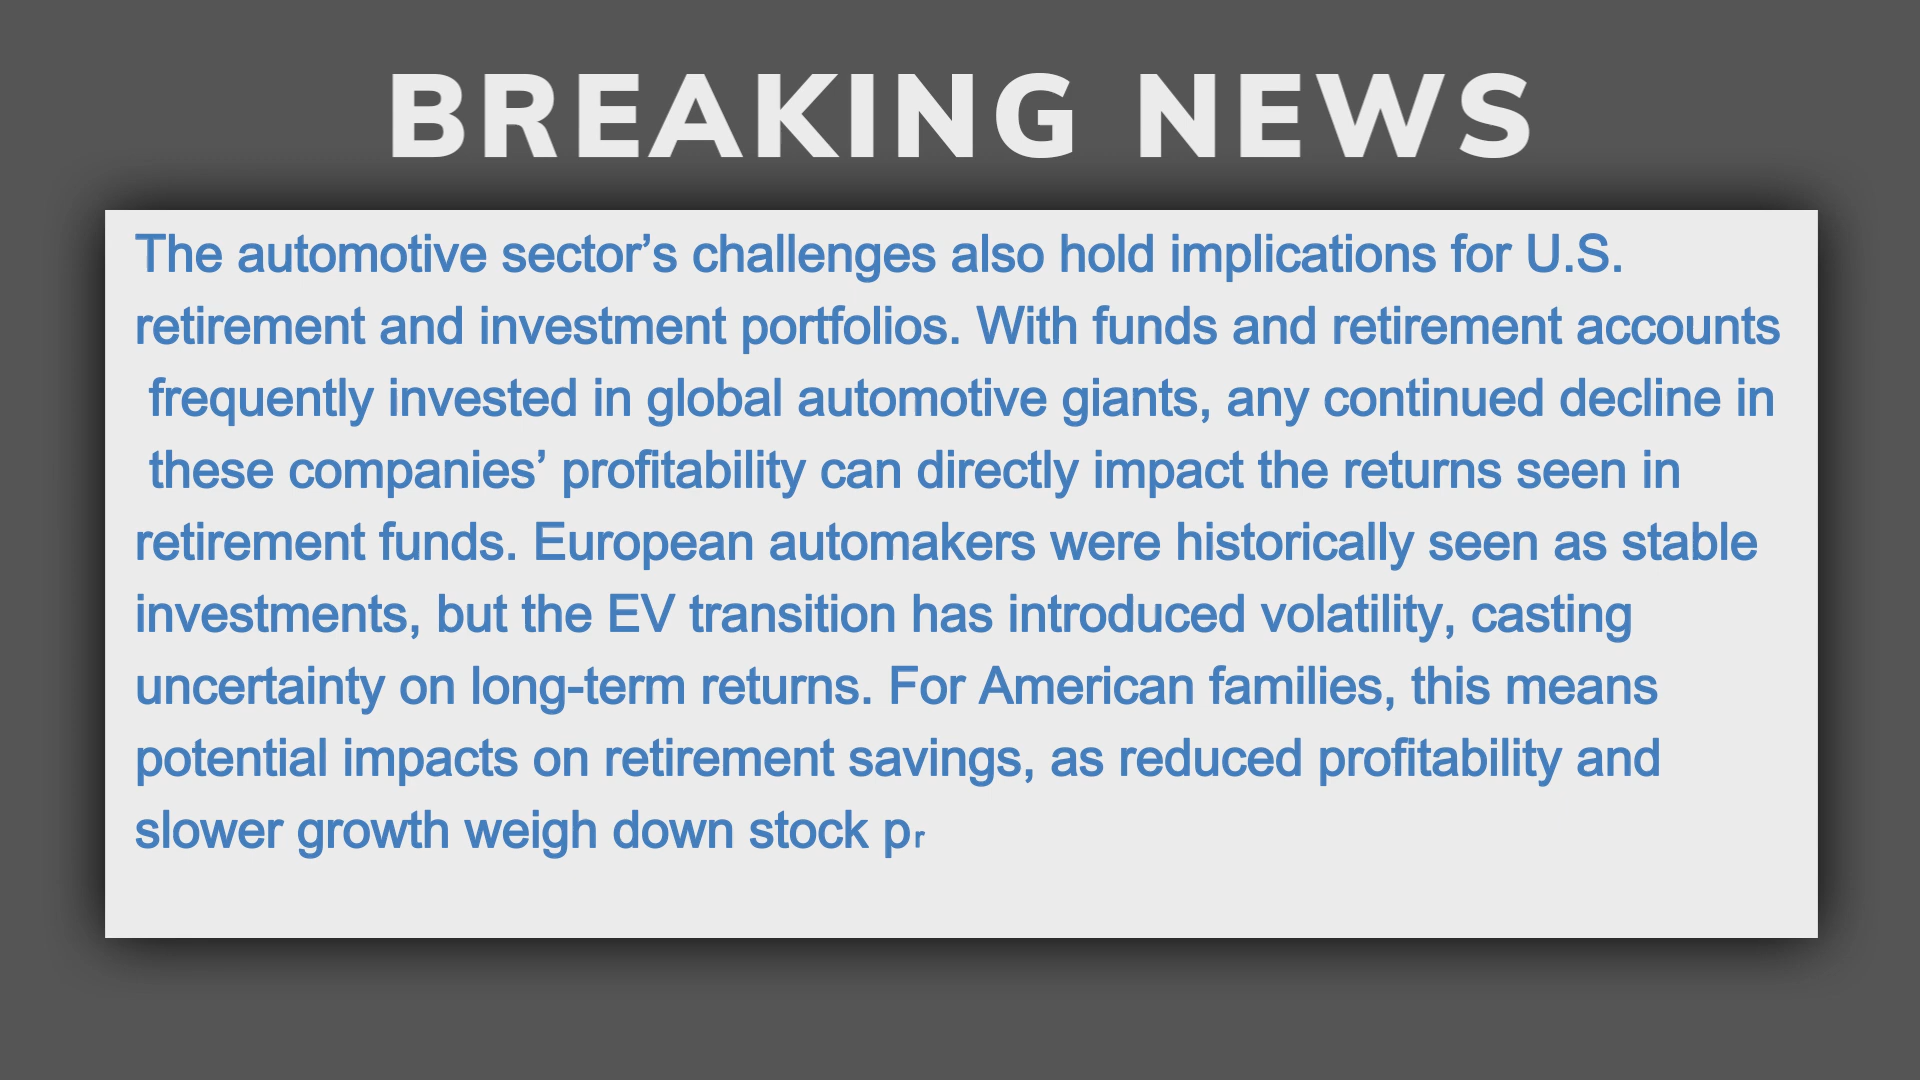 BREAKING NEWS
The automotive sector’s challenges also hold implications for U.S.
retirement and investment portfolios. With funds and retirement accounts
frequently invested in global automotive giants, any continued decline in
these companies’ profitability can directly impact the returns seen in
retirement funds. European automakers were historically seen as stable
investments, but the EV transition has introduced volatility, casting
uncertainty on long-term returns. For American families, this means
potential impacts on retirement savings, as reduced profitability and
slower growth weigh down stock pr